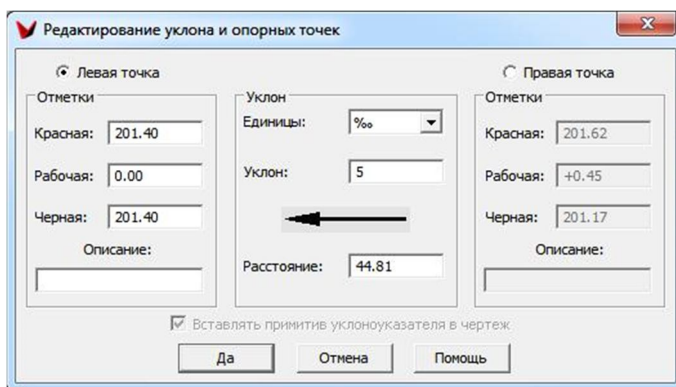 Редактирование уклона и опорных точек
Левая точка
Правая точка
Отметки
Красная: 201.40
Рабочая: 0.00
Черная: 201.40
Описание:
Уклон
Единицы: ‰
Уклон: 5
Расстояние: 44.81
Отметки
Красная: 201.62
Рабочая: +0.45
Черная: 201.17
Описание:
Вставлять примитив уклоноуказателя в чертеж
Да
Отмена
Помощь